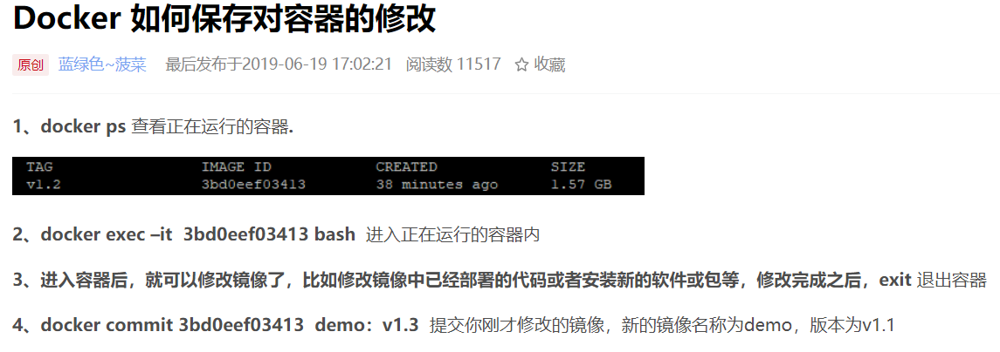 Docker 如何保存对容器的修改
原创 蓝绿色~菠菜 最后发布于2019-06-19 17:02:21 阅读数 11517 ☆ 收藏
1、docker ps 查看正在运行的容器.
TAG IMAGE ID CREATED SIZE
v1.2 3bd0eef03413 38 minutes ago 1.57 GB
2、docker exec –it 3bd0eef03413 bash 进入正在运行的容器内
3、进入容器后，就可以修改镜像了，比如修改镜像中已经部署的代码或者安装新的软件或包等，修改完成之后，exit 退出容器
4、docker commit 3bd0eef03413 demo：v1.3 提交你刚才修改的镜像，新的镜像名称为demo，版本为v1.1